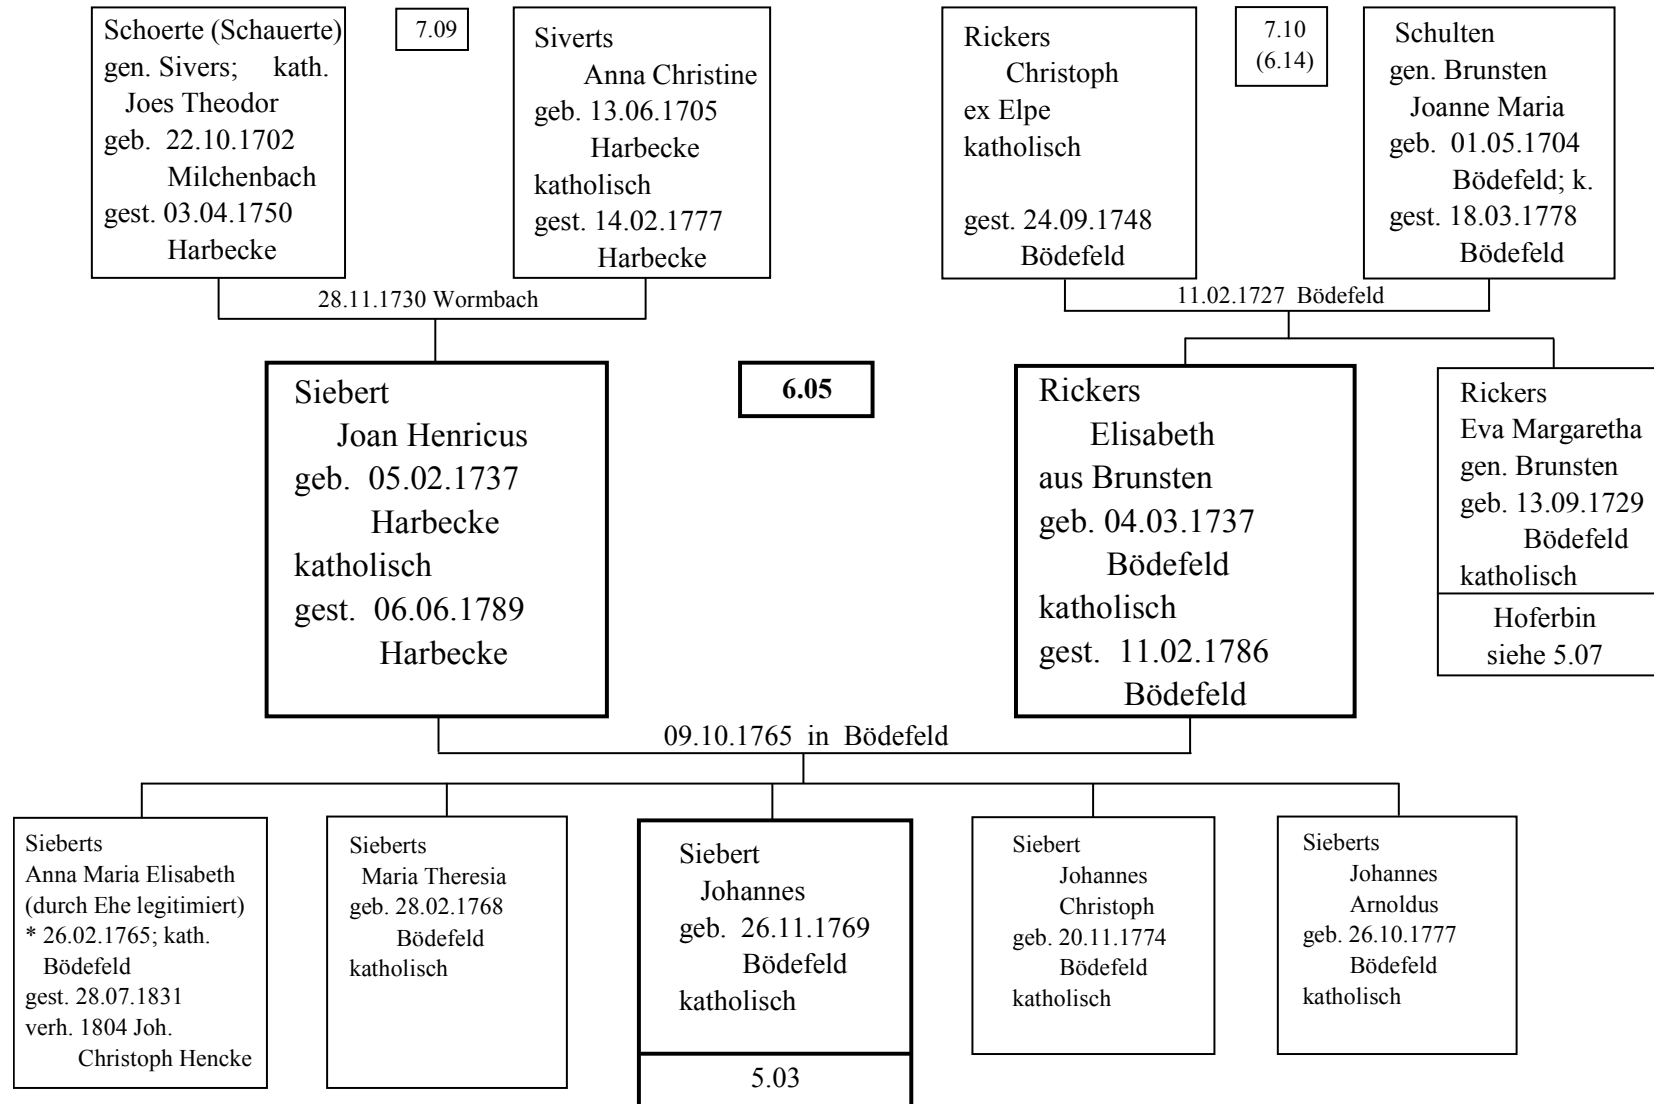 Schoerte (Schauerte)
gen. Sivers; kath.
Joes Theodor
geb. 22.10.1702
Milchenbach
gest. 03.04.1750
Harbecke
7.09
Siverts
Anna Christine
geb. 13.06.1705
Harbecke
katholisch
gest. 14.02.1777
Harbecke
Rickers
Christoph
ex Elpe
katholisch
gest. 24.09.1748
Bödefeld
7.10
(6.14)
Schulten
gen. Brunsten
Joanne Maria
geb. 01.05.1704
Bödefeld; k.
gest. 18.03.1778
Bödefeld
28.11.1730 Wormbach
11.02.1727 Bödefeld
Siebert
Joan Henricus
geb. 05.02.1737
Harbecke
katholisch
gest. 06.06.1789
Harbecke
6.05
Rickers
Elisabeth
aus Brunsten
geb. 04.03.1737
Bödefeld
katholisch
gest. 11.02.1786
Bödefeld
Rickers
Eva Margaretha
gen. Brunsten
geb. 13.09.1729
Bödefeld
katholisch
Hoferbin
siehe 5.07
09.10.1765 in Bödefeld
Sieberts
Anna Maria Elisabeth
(durch Ehe legitimiert)
* 26.02.1765; kath.
Bödefeld
gest. 28.07.1831
verh. 1804 Joh.
Christoph Hencke
Sieberts
Maria Theresia
geb. 28.02.1768
Bödefeld
katholisch
Siebert
Johannes
geb. 26.11.1769
Bödefeld
katholisch
5.03
Siebert
Johannes
Christoph
geb. 20.11.1774
Bödefeld
katholisch
Sieberts
Johannes
Arnoldus
geb. 26.10.1777
Bödefeld
katholisch